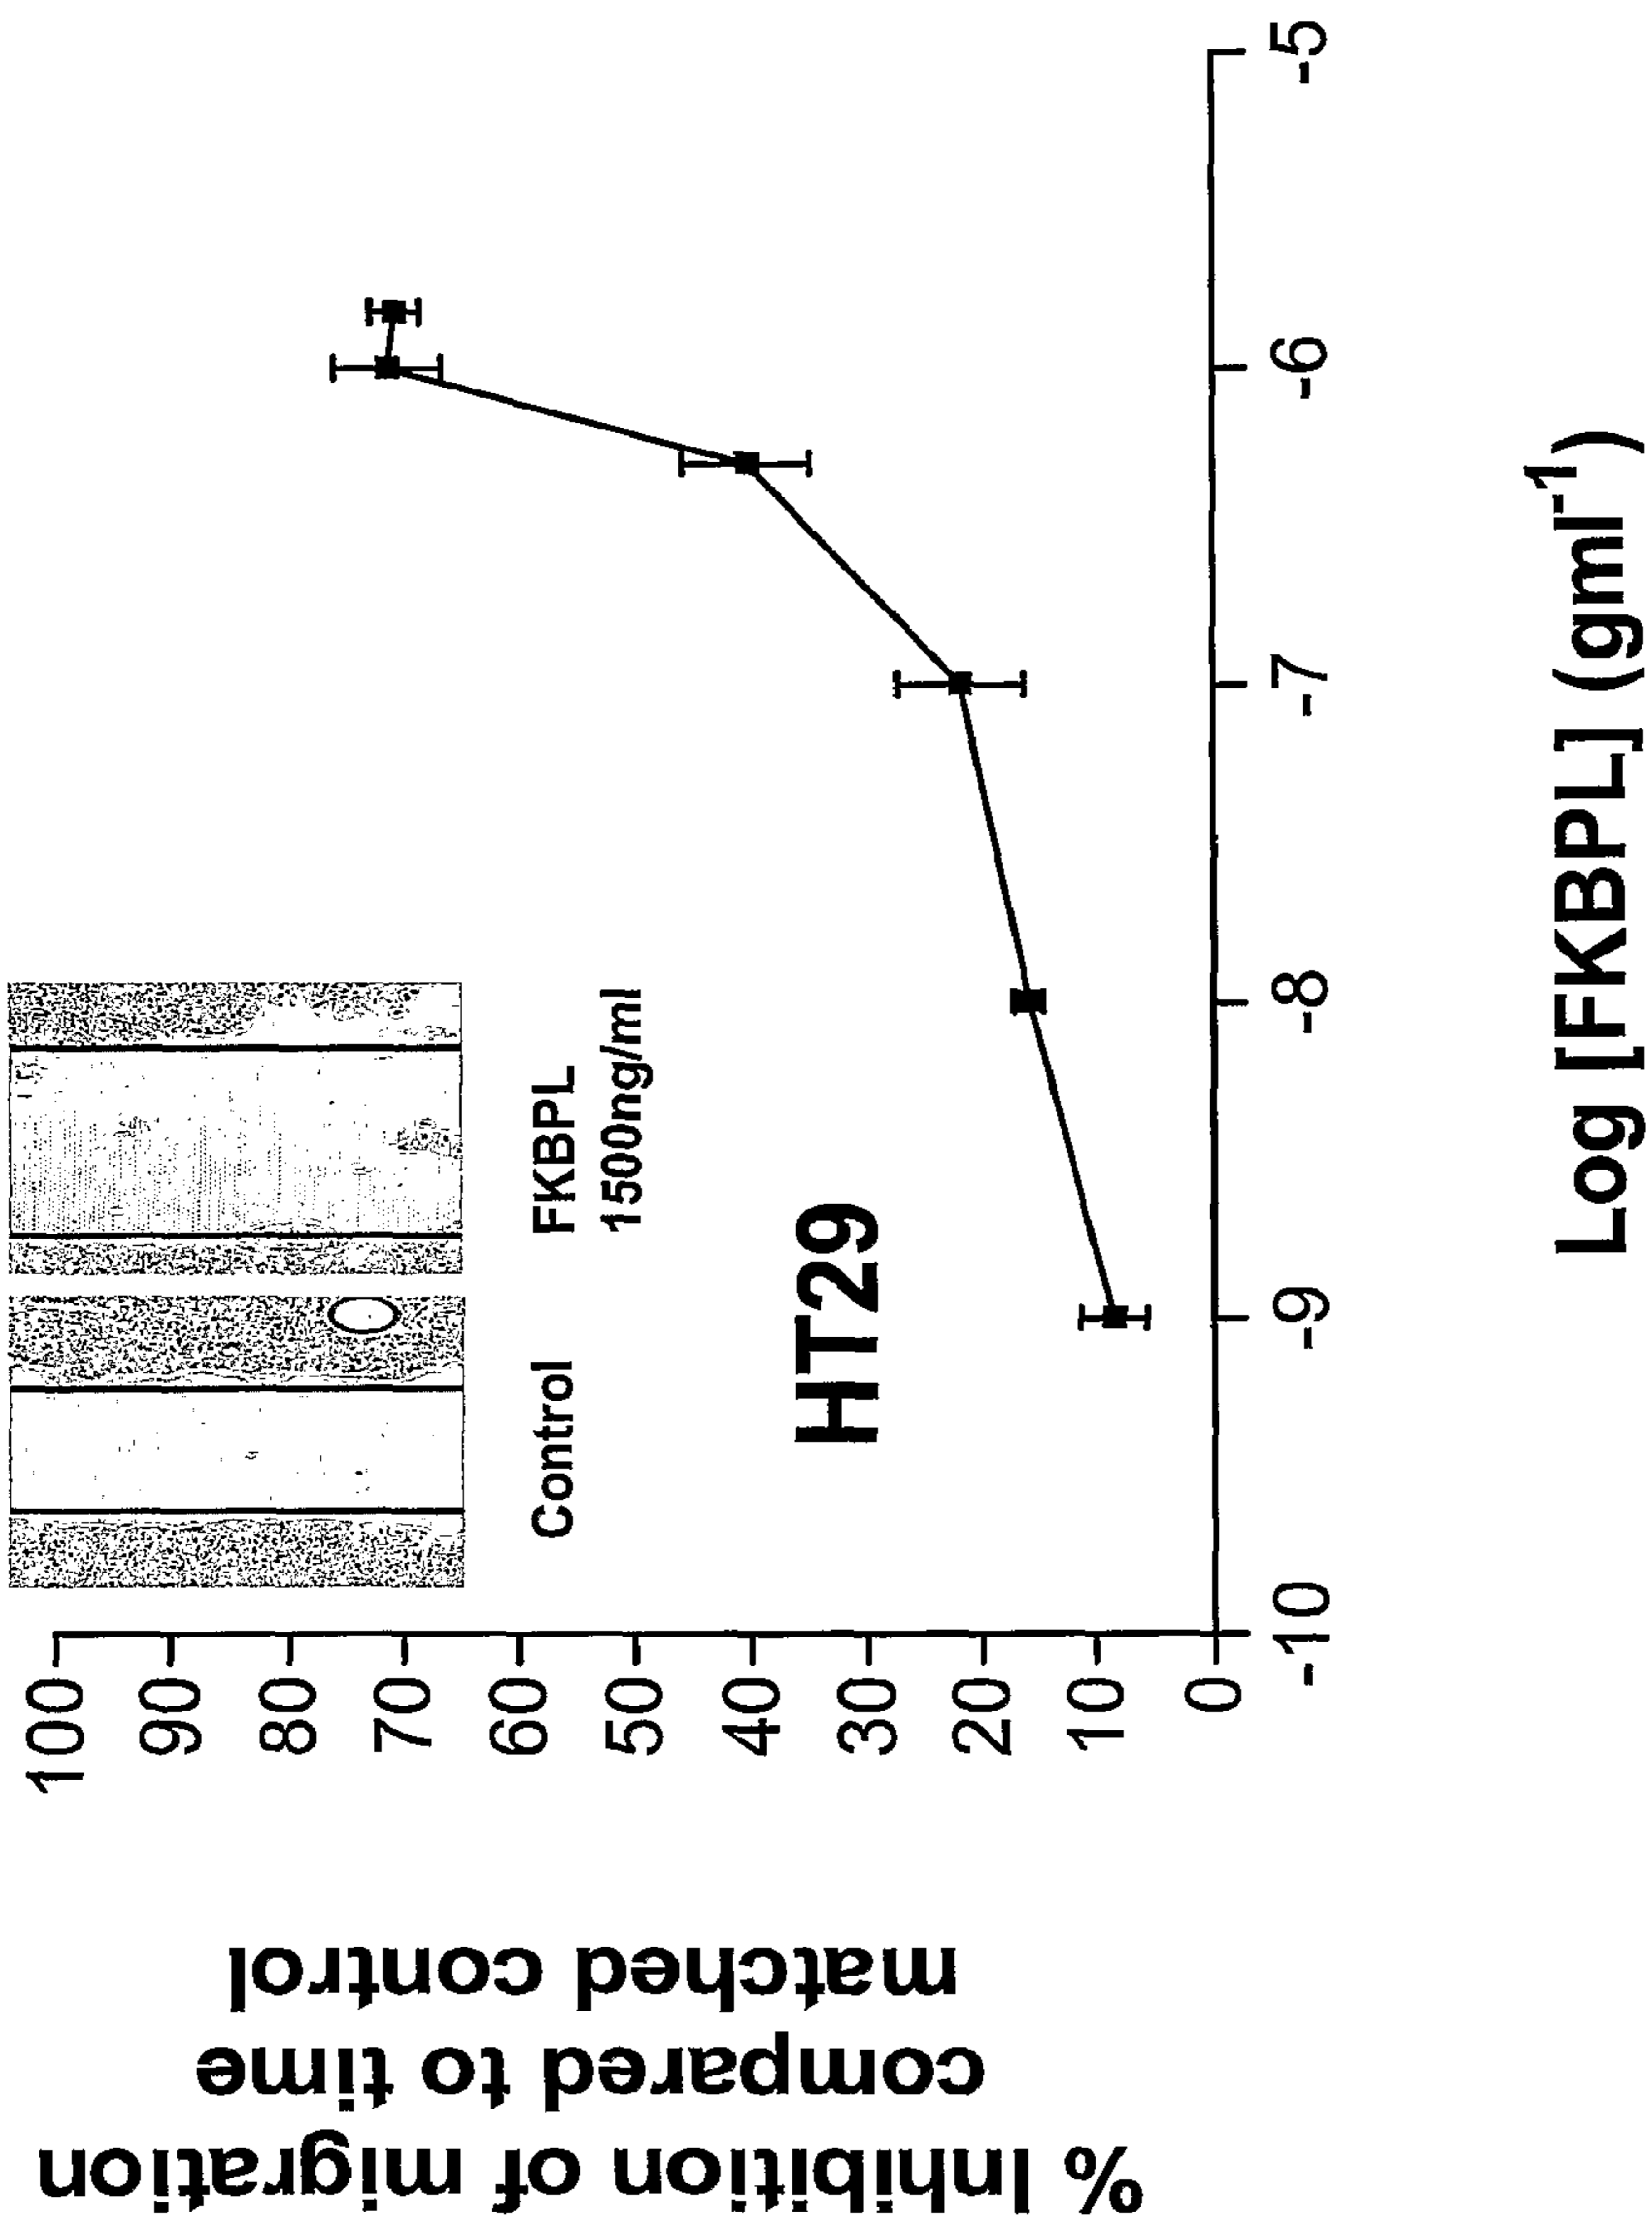 % Inhibition of migration
compared to time
matched control
100
90
80
70
60
50
40
30
20
10
0
Control
FKBPL
1500ng/ml
HT29
-10
-9
-8
-7
-6
-5
Log [FKBPL] (gml⁻¹)